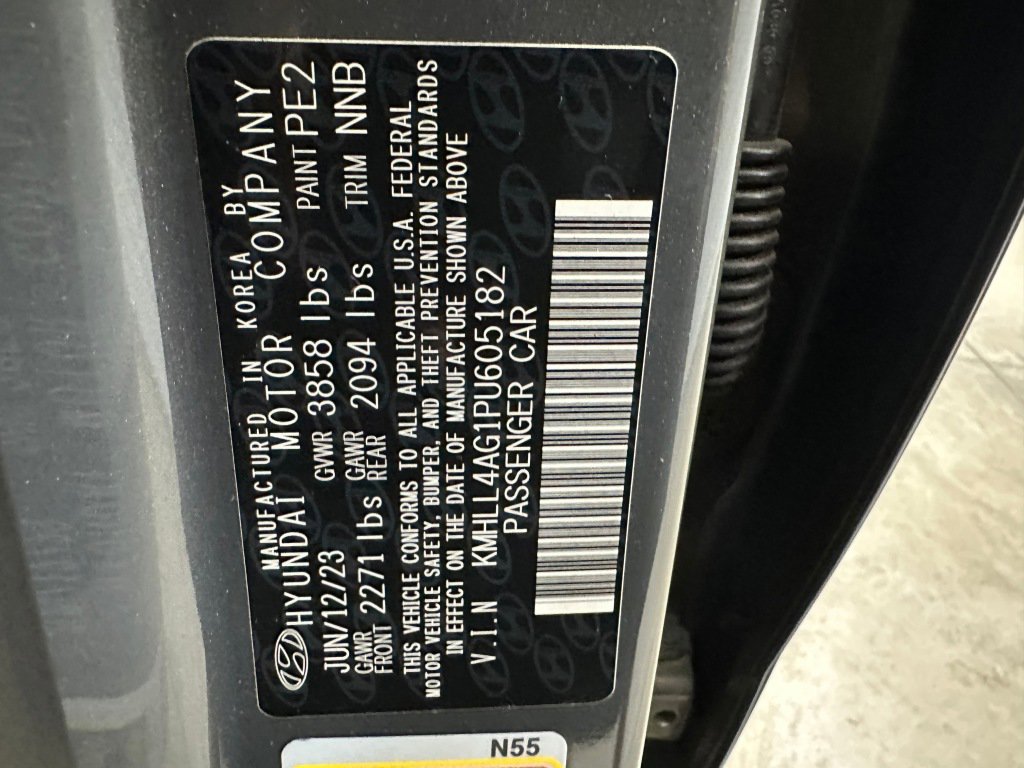 MANUFACTURED IN KOREA BY
HYUNDAI MOTOR COMPANY
JUN/12/23 GVWR 3858 lbs PAINT PE2
GAWR FRONT 2271 lbs GAWR REAR 2094 lbs TRIM NNB
THIS VEHICLE CONFORMS TO ALL APPLICABLE U.S.A. FEDERAL
MOTOR VEHICLE SAFETY, BUMPER, AND THEFT PREVENTION STANDARDS
IN EFFECT ON THE DATE OF MANUFACTURE SHOWN ABOVE
V.I.N KMHLL4AG1PU605182
PASSENGER CAR
N55